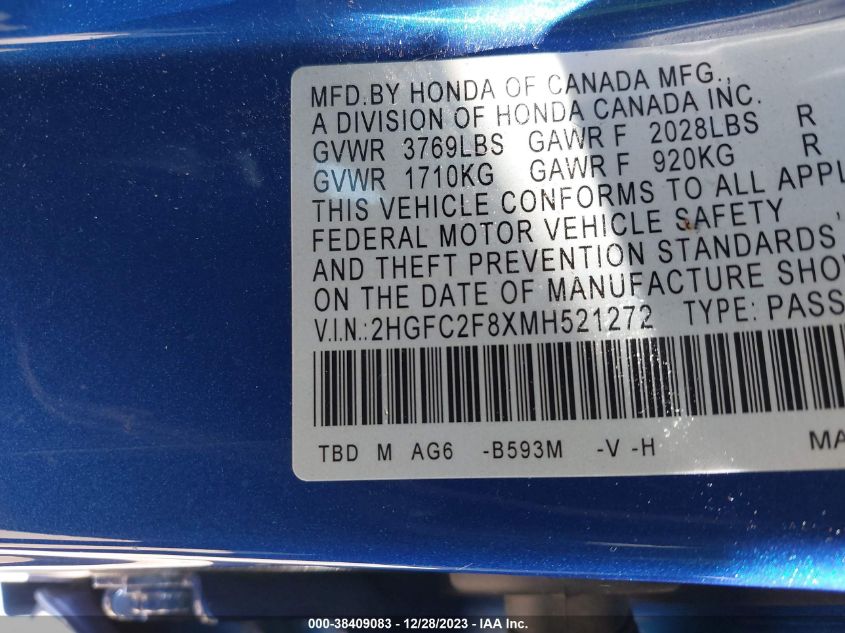 MFD.BY HONDA OF CANADA MFG.,
A DIVISION OF HONDA CANADA INC.
GVWR 3769LBS GAWR F 2028LBS R
GVWR 1710KG GAWR F 920KG R
THIS VEHICLE CONFORMS TO ALL APPL
FEDERAL MOTOR VEHICLE SAFETY ,
AND THEFT PREVENTION STANDARDS
ON THE DATE OF MANUFACTURE SHO
V.I.N.:2HGFC2F8XMH521272 TYPE:PASS
TBD M AG6 -B593M -V -H MA
000-38409083 - 12/28/2023 - IAA Inc.